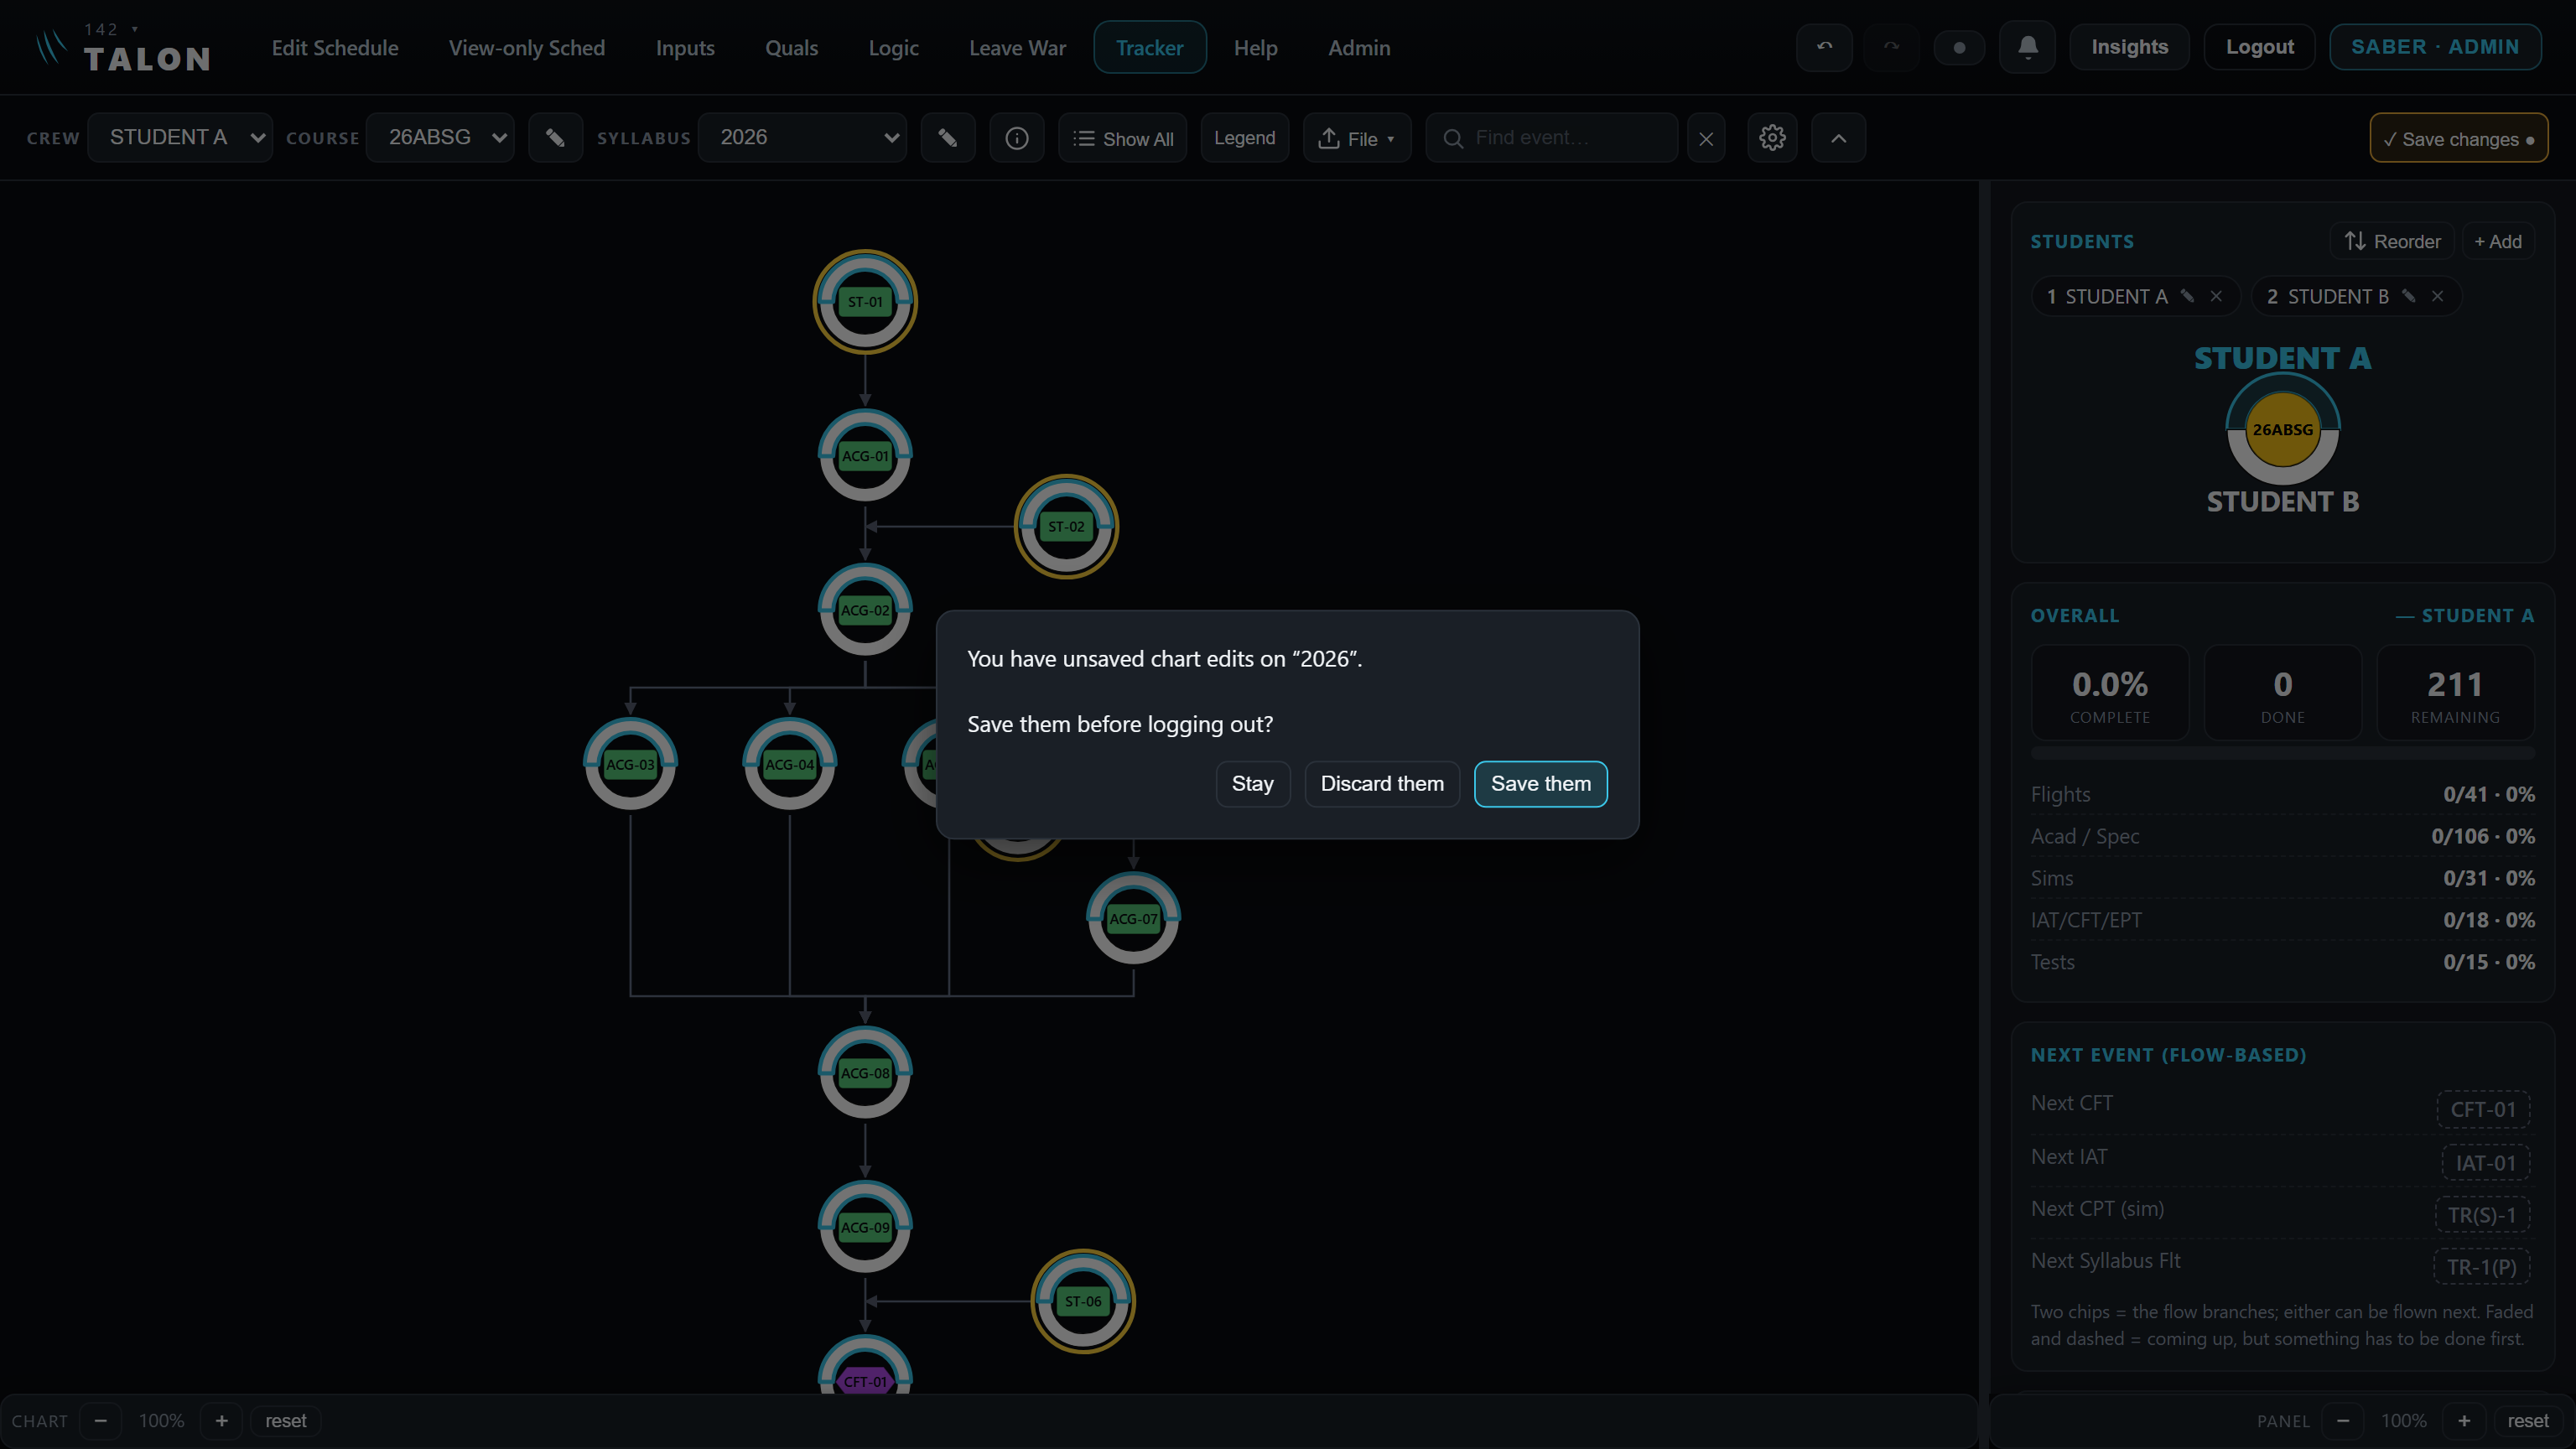 142 ▾
TALON
Edit Schedule
View-only Sched
Inputs
Quals
Logic
Leave War
Tracker
Help
Admin
Insights
Logout
SABER · ADMIN
CREW
STUDENT A
COURSE
26ABSG
SYLLABUS
2026
Show All
Legend
File ▾
Find event…
✓ Save changes ●
ST-01
ACG-01
ST-02
ACG-02
ACG-03
ACG-04
ACG-07
ACG-08
ACG-09
ST-06
CFT-01
You have unsaved chart edits on “2026”.
Save them before logging out?
Stay
Discard them
Save them
STUDENTS
Reorder
+ Add
1 STUDENT A
2 STUDENT B
STUDENT A
26ABSG
STUDENT B
OVERALL
— STUDENT A
0.0%
COMPLETE
0
DONE
211
REMAINING
Flights 0/41 · 0%
Acad / Spec 0/106 · 0%
Sims 0/31 · 0%
IAT/CFT/EPT 0/18 · 0%
Tests 0/15 · 0%
NEXT EVENT (FLOW-BASED)
Next CFT CFT-01
Next IAT IAT-01
Next CPT (sim) TR(S)-1
Next Syllabus Flt TR-1(P)
Two chips = the flow branches; either can be flown next. Faded
and dashed = coming up, but something has to be done first.
CHART − 100% + reset
PANEL − 100% + reset